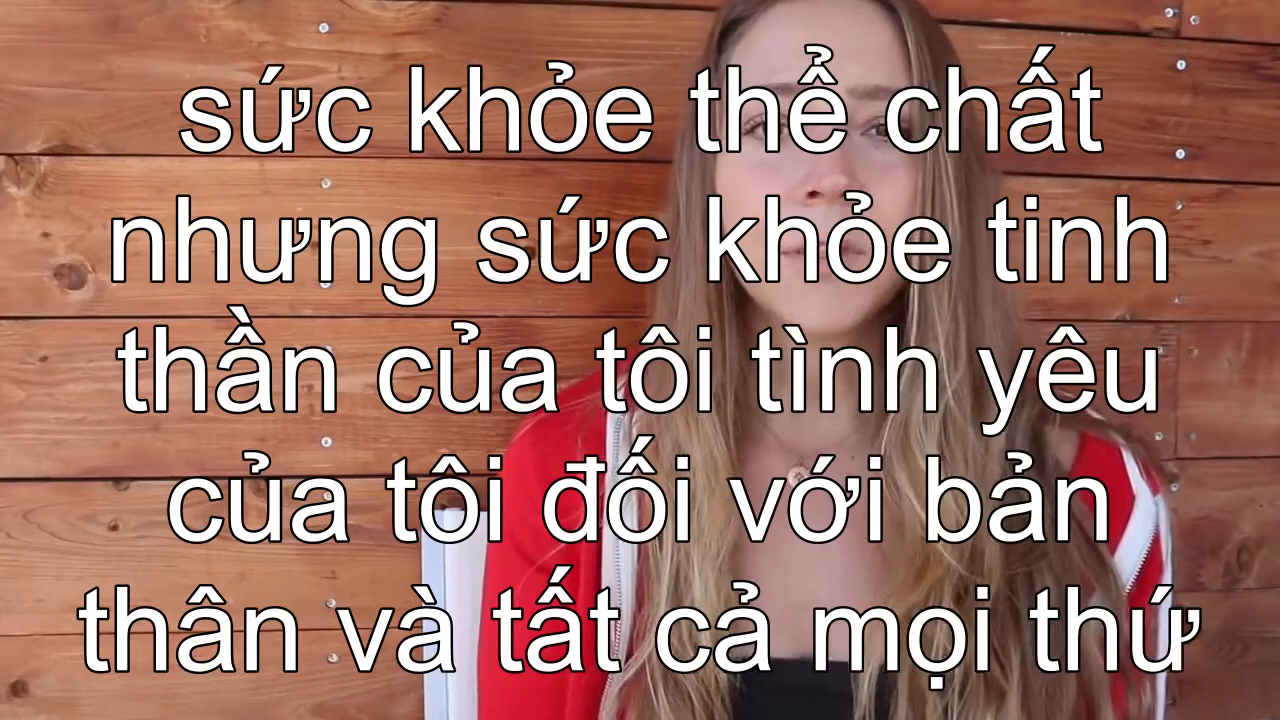 sức khỏe thể chất
nhưng sức khỏe tinh
thần của tôi tình yêu
của tôi đối với bản
thân và tất cả mọi thứ